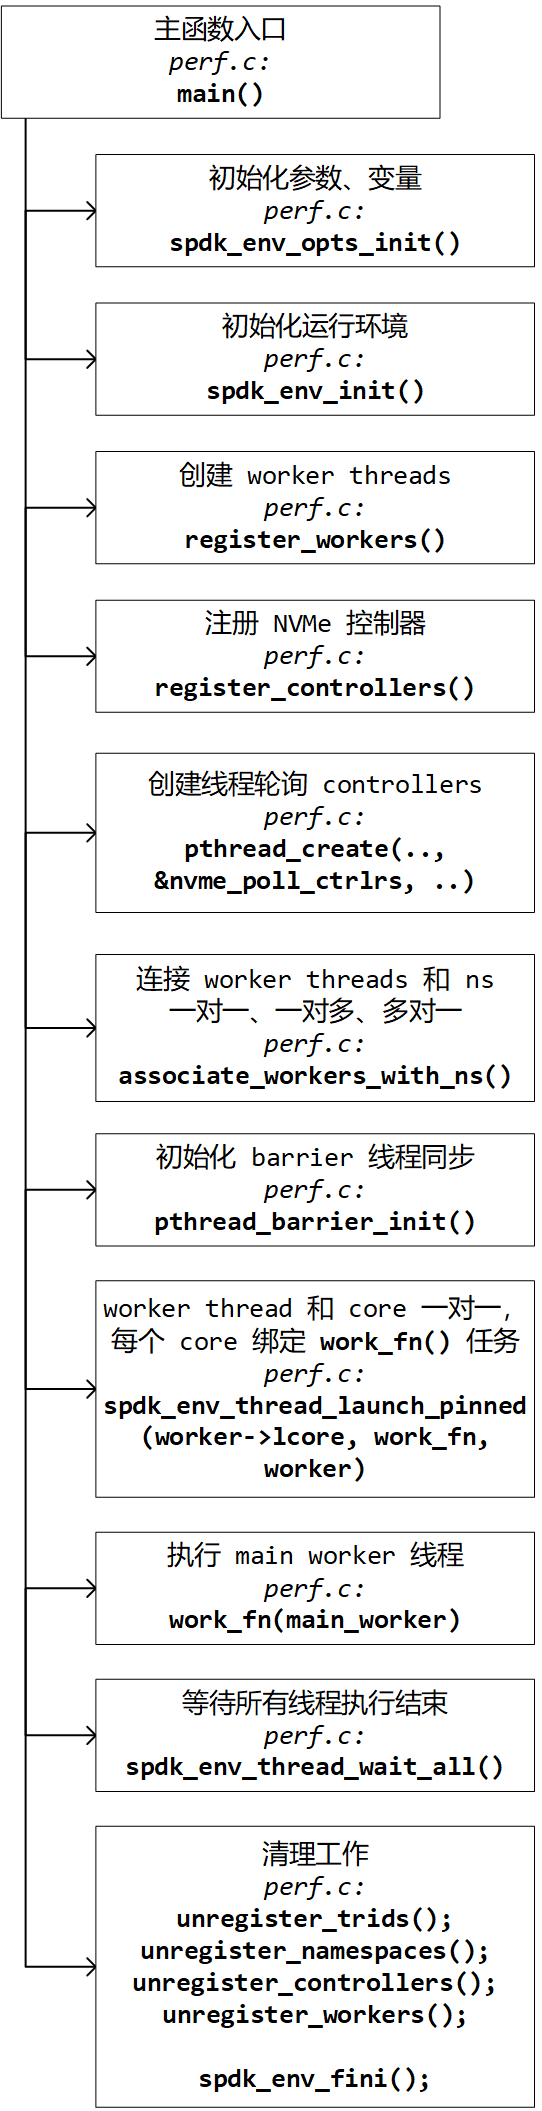 主函数入口
perf.c:
main()
初始化参数、变量
perf.c:
spdk_env_opts_init()
初始化运行环境
perf.c:
spdk_env_init()
创建 worker threads
perf.c:
register_workers()
注册 NVMe 控制器
perf.c:
register_controllers()
创建线程轮询 controllers
perf.c:
pthread_create(..,
&nvme_poll_ctrlrs, ..)
连接 worker threads 和 ns
一对一、一对多、多对一
perf.c:
associate_workers_with_ns()
初始化 barrier 线程同步
perf.c:
pthread_barrier_init()
worker thread 和 core 一对一,
每个 core 绑定 work_fn() 任务
perf.c:
spdk_env_thread_launch_pinned
(worker->lcore, work_fn,
worker)
执行 main worker 线程
perf.c:
work_fn(main_worker)
等待所有线程执行结束
perf.c:
spdk_env_thread_wait_all()
清理工作
perf.c:
unregister_trids();
unregister_namespaces();
unregister_controllers();
unregister_workers();
spdk_env_fini();